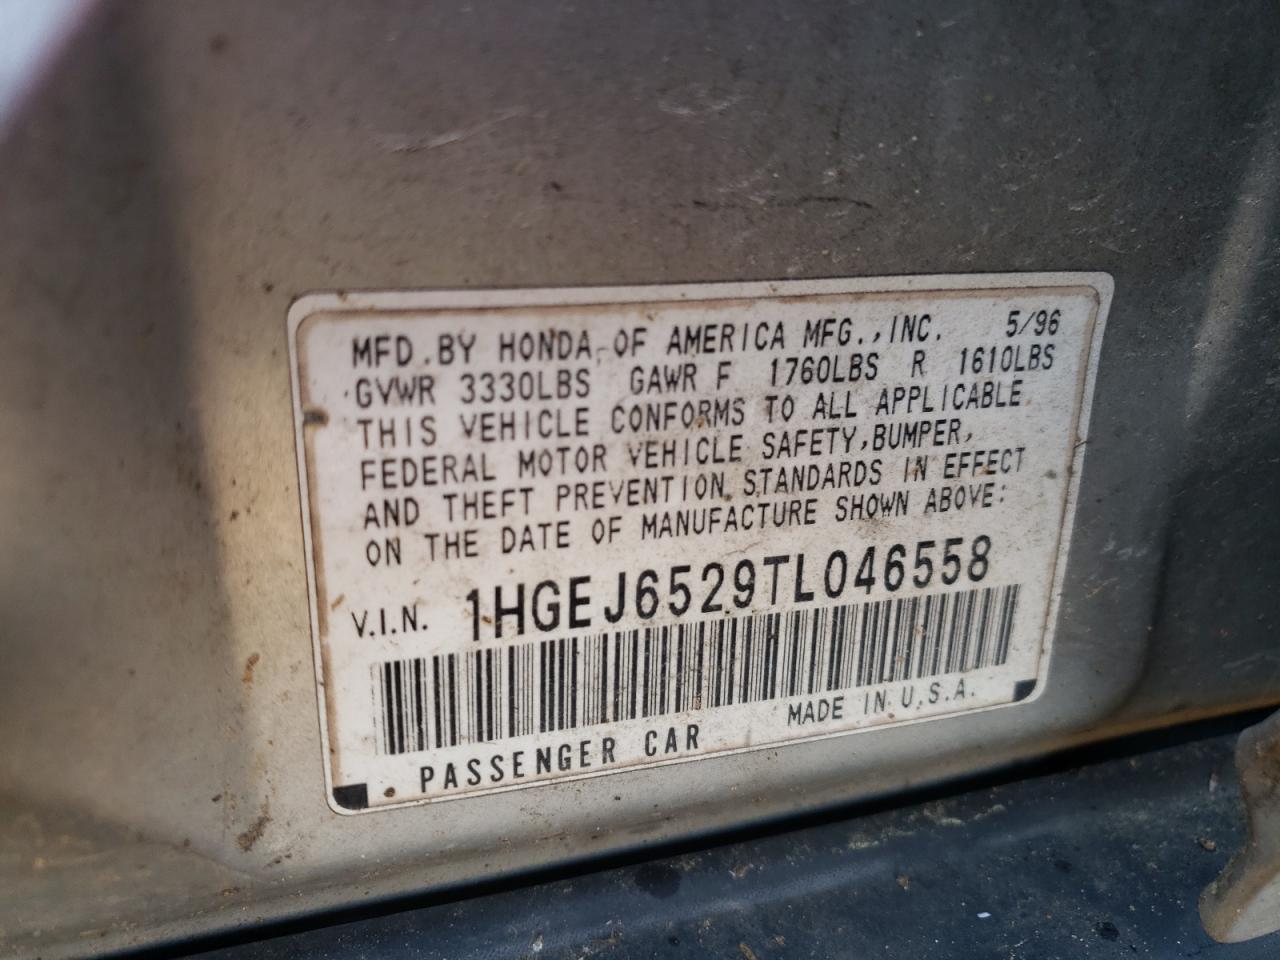 MFD. BY HONDA OF AMERICA MFG., INC. 5/96
GVWR 3330LBS GAWR F 1760LBS R 1610LBS
THIS VEHICLE CONFORMS TO ALL APPLICABLE
FEDERAL MOTOR VEHICLE SAFETY, BUMPER,
AND THEFT PREVENTION STANDARDS IN EFFECT
ON THE DATE OF MANUFACTURE SHOWN ABOVE:
V.I.N. 1HGEJ6529TL046558
PASSENGER CAR MADE IN U.S.A.